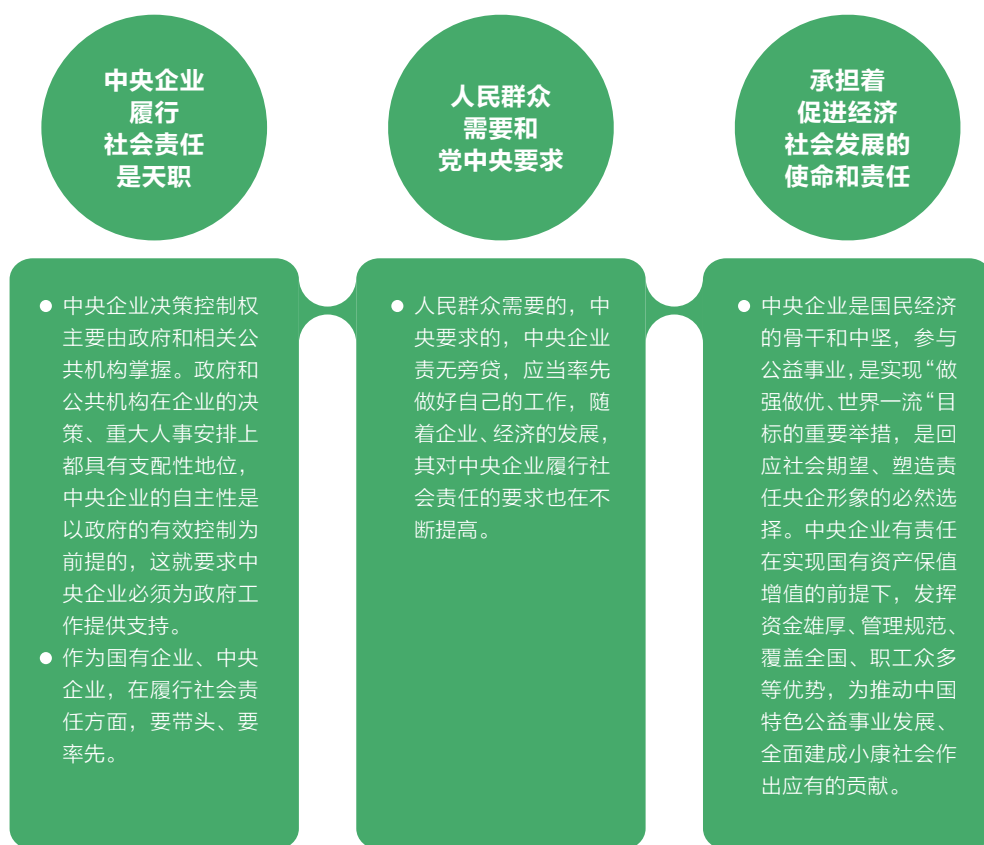 中央企业
履行
社会责任
是天职
人民群众
需要和
党中央要求
承担着
促进经济
社会发展的
使命和责任
中央企业决策控制权
主要由政府和相关公
共机构掌握。政府和
公共机构在企业的决
策、重大人事安排上
都具有支配性地位，
中央企业的自主性是
以政府的有效控制为
前提的，这就要求中
央企业必须为政府工
作提供支持。
作为国有企业、中央
企业，在履行社会责
任方面，要带头、要
率先。
人民群众需要的，中
央要求的，中央企业
责无旁贷，应当率先
做好自己的工作，随
着企业、经济的发展，
其对中央企业履行社
会责任的要求也在不
断提高。
中央企业是国民经济
的骨干和中坚，参与
公益事业，是实现“做
强做优、世界一流“目
标的重要举措，是回
应社会期望、塑造责
任央企形象的必然选
择。中央企业有责任
在实现国有资产保值
增值的前提下，发挥
资金雄厚、管理规范、
覆盖全国、职工众多
等优势，为推动中国
特色公益事业发展、
全面建成小康社会作
出应有的贡献。